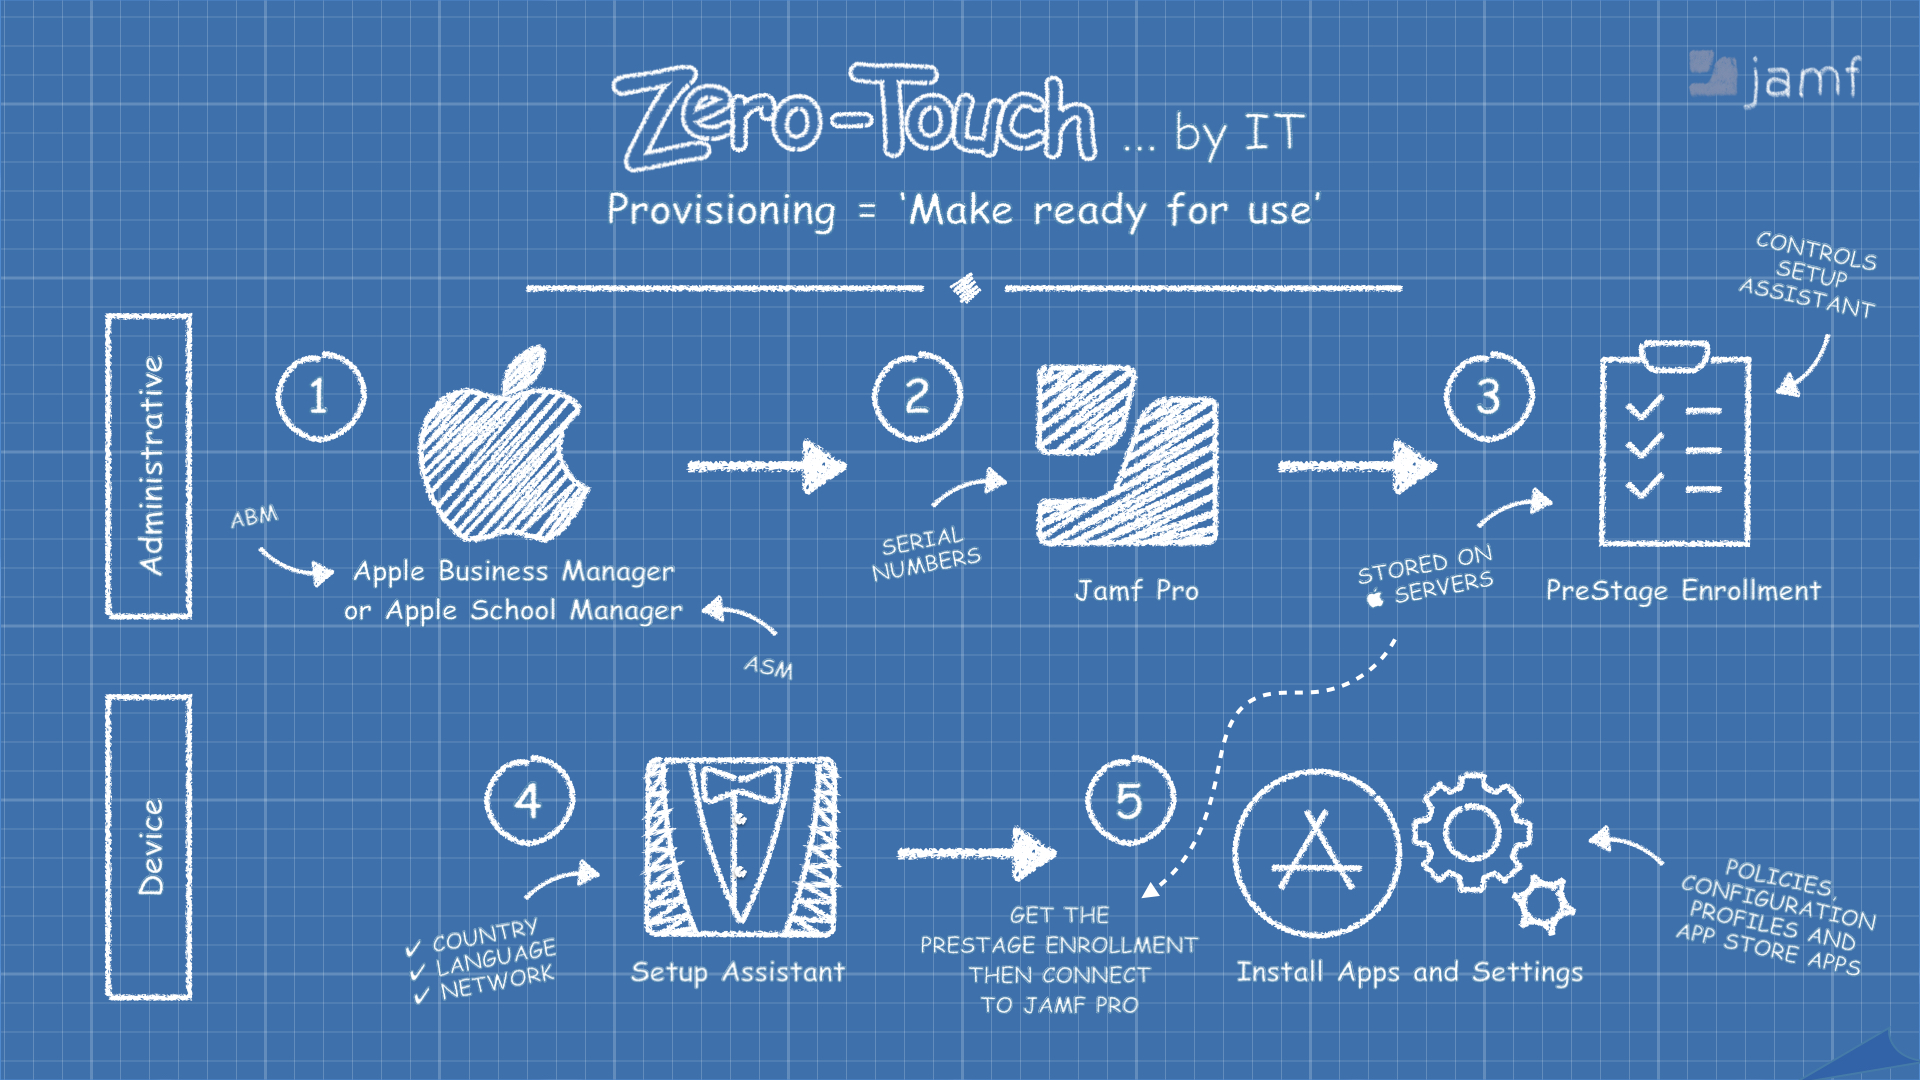 Zero-Touch ... by IT
jamf
Provisioning = ‘Make ready for use’
Administrative
1
ABM
Apple Business Manager
or Apple School Manager
ASM
2
SERIAL
NUMBERS
Jamf Pro
3
STORED ON
SERVERS
PreStage Enrollment
CONTROLS
SETUP
ASSISTANT
Device
4
✓ COUNTRY
✓ LANGUAGE
✓ NETWORK
Setup Assistant
5
GET THE
PRESTAGE ENROLLMENT
THEN CONNECT
TO JAMF PRO
Install Apps and Settings
POLICIES,
CONFIGURATION
PROFILES AND
APP STORE APPS